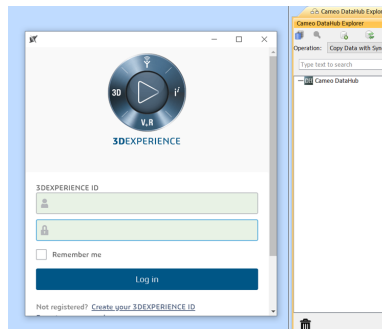 Cameo DataHub Explor
Cameo DataHub Explorer
Operation: Copy Data with Syn
Type text to search
Cameo DataHub
3D
i²
V.R
3DEXPERIENCE
3DEXPERIENCE ID
Remember me
Log in
Not registered? Create your 3DEXPERIENCE ID